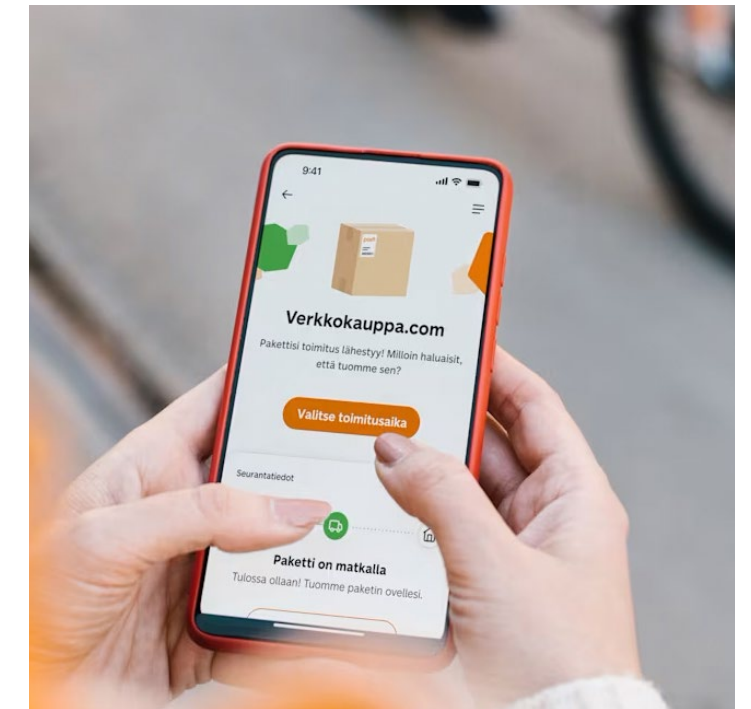 9:41
posti
Verkkokauppa.com
Pakettisi toimitus lähestyy! Milloin haluaisit,
että tuomme sen?
Valitse toimitusaika
Seurantatiedot
Paketti on matkalla
Tulossa ollaan! Tuomme paketin ovellesi.